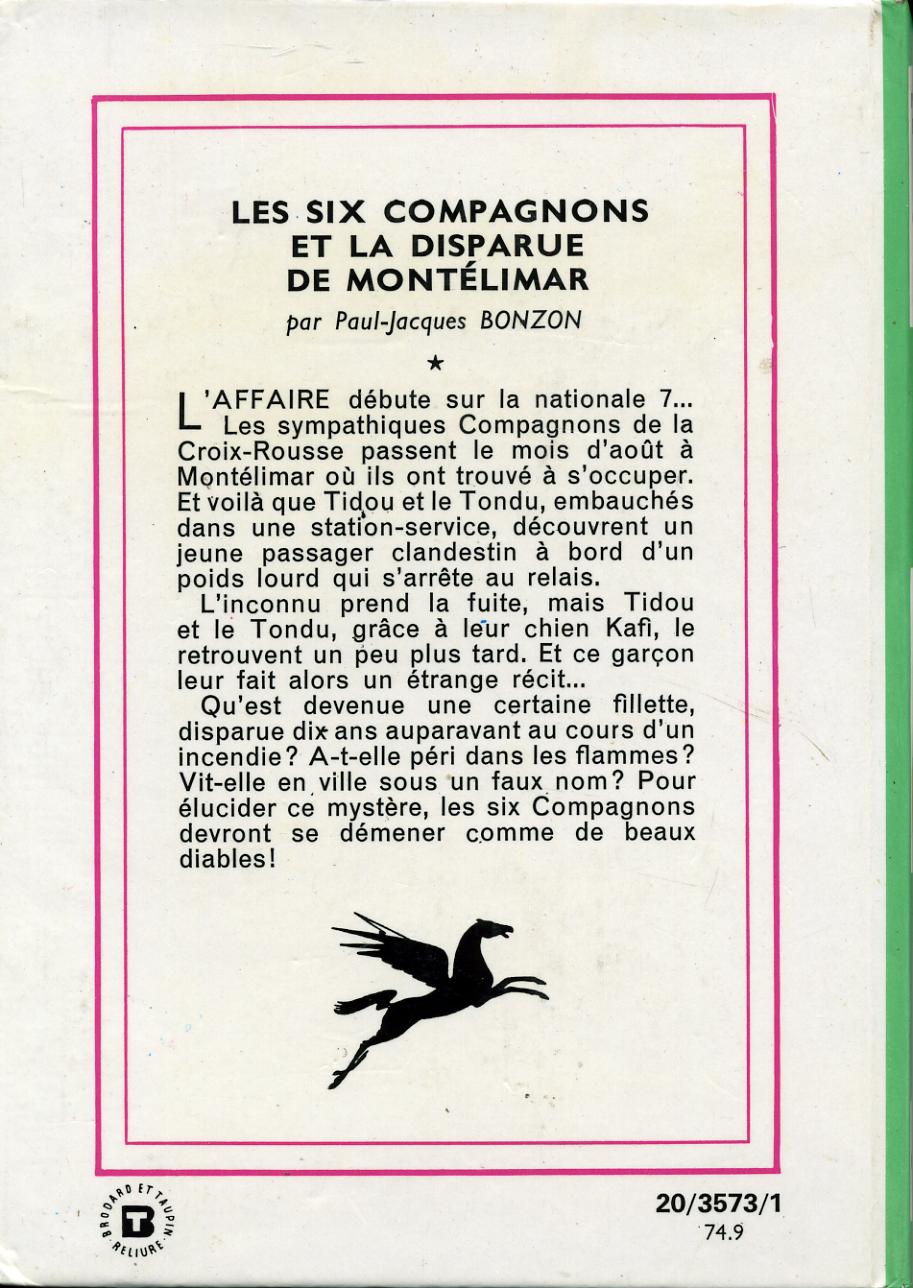 LES SIX COMPAGNONS
ET LA DISPARUE
DE MONTÉLIMAR
par Paul-Jacques BONZON
★
L'AFFAIRE débute sur la nationale 7...
Les sympathiques Compagnons de la
Croix-Rousse passent le mois d'août à
Montélimar où ils ont trouvé à s'occuper.
Et voilà que Tidou et le Tondu, embauchés
dans une station-service, découvrent un
jeune passager clandestin à bord d'un
poids lourd qui s'arrête au relais.
L'inconnu prend la fuite, mais Tidou
et le Tondu, grâce à leur chien Kafi, le
retrouvent un peu plus tard. Et ce garçon
leur fait alors un étrange récit...
Qu'est devenue une certaine fillette,
disparue dix ans auparavant au cours d'un
incendie? A-t-elle péri dans les flammes?
Vit-elle en ville sous un faux nom? Pour
élucider ce mystère, les six Compagnons
devront se démener comme de beaux
diables!
BRODARD ET TAUPIN
BT
RELIURE
20/3573/1
74.9